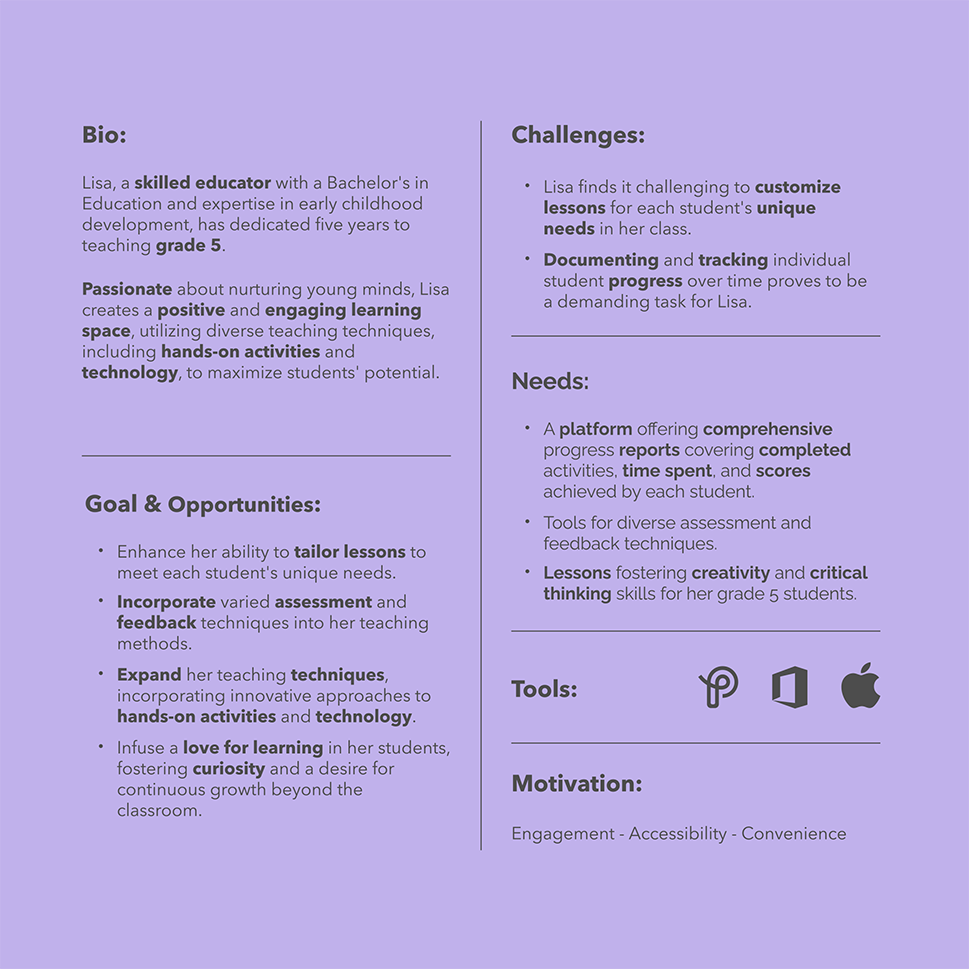 Bio:
Lisa, a skilled educator with a Bachelor's in
Education and expertise in early childhood
development, has dedicated five years to
teaching grade 5.
Passionate about nurturing young minds, Lisa
creates a positive and engaging learning
space, utilizing diverse teaching techniques,
including hands-on activities and
technology, to maximize students' potential.
Goal & Opportunities:
• Enhance her ability to tailor lessons to
meet each student's unique needs.
• Incorporate varied assessment and
feedback techniques into her teaching
methods.
• Expand her teaching techniques,
incorporating innovative approaches to
hands-on activities and technology.
• Infuse a love for learning in her students,
fostering curiosity and a desire for
continuous growth beyond the
classroom.
Challenges:
• Lisa finds it challenging to customize
lessons for each student's unique
needs in her class.
• Documenting and tracking individual
student progress over time proves to be
a demanding task for Lisa.
Needs:
• A platform offering comprehensive
progress reports covering completed
activities, time spent, and scores
achieved by each student.
• Tools for diverse assessment and
feedback techniques.
• Lessons fostering creativity and critical
thinking skills for her grade 5 students.
Tools:
Motivation:
Engagement - Accessibility - Convenience